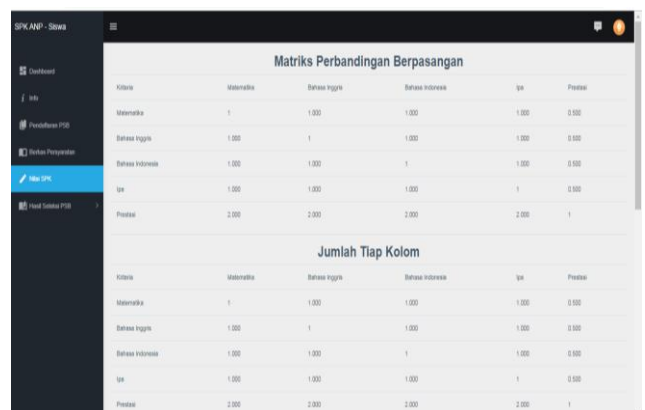 SPK ANP - Siswa
Dashboard
Info
Pendaftaran PSB
Berkas Persyaratan
Nilai SPK
Hasil Seleksi PSB
Matriks Perbandingan Berpasangan
Kriteria Matematika Bahasa Inggris Bahasa Indonesia Ipa Prestasi
Matematika 1 1.000 1.000 1.000 0.500
Bahasa Inggris 1.000 1 1.000 1.000 0.500
Bahasa Indonesia 1.000 1.000 1 1.000 0.500
Ipa 1.000 1.000 1.000 1 0.500
Prestasi 2.000 2.000 2.000 2.000 1
Jumlah Tiap Kolom
Kriteria Matematika Bahasa Inggris Bahasa Indonesia Ipa Prestasi
Matematika 1 1.000 1.000 1.000 0.500
Bahasa Inggris 1.000 1 1.000 1.000 0.500
Bahasa Indonesia 1.000 1.000 1 1.000 0.500
Ipa 1.000 1.000 1.000 1 0.500
Prestasi 2.000 2.000 2.000 2.000 1